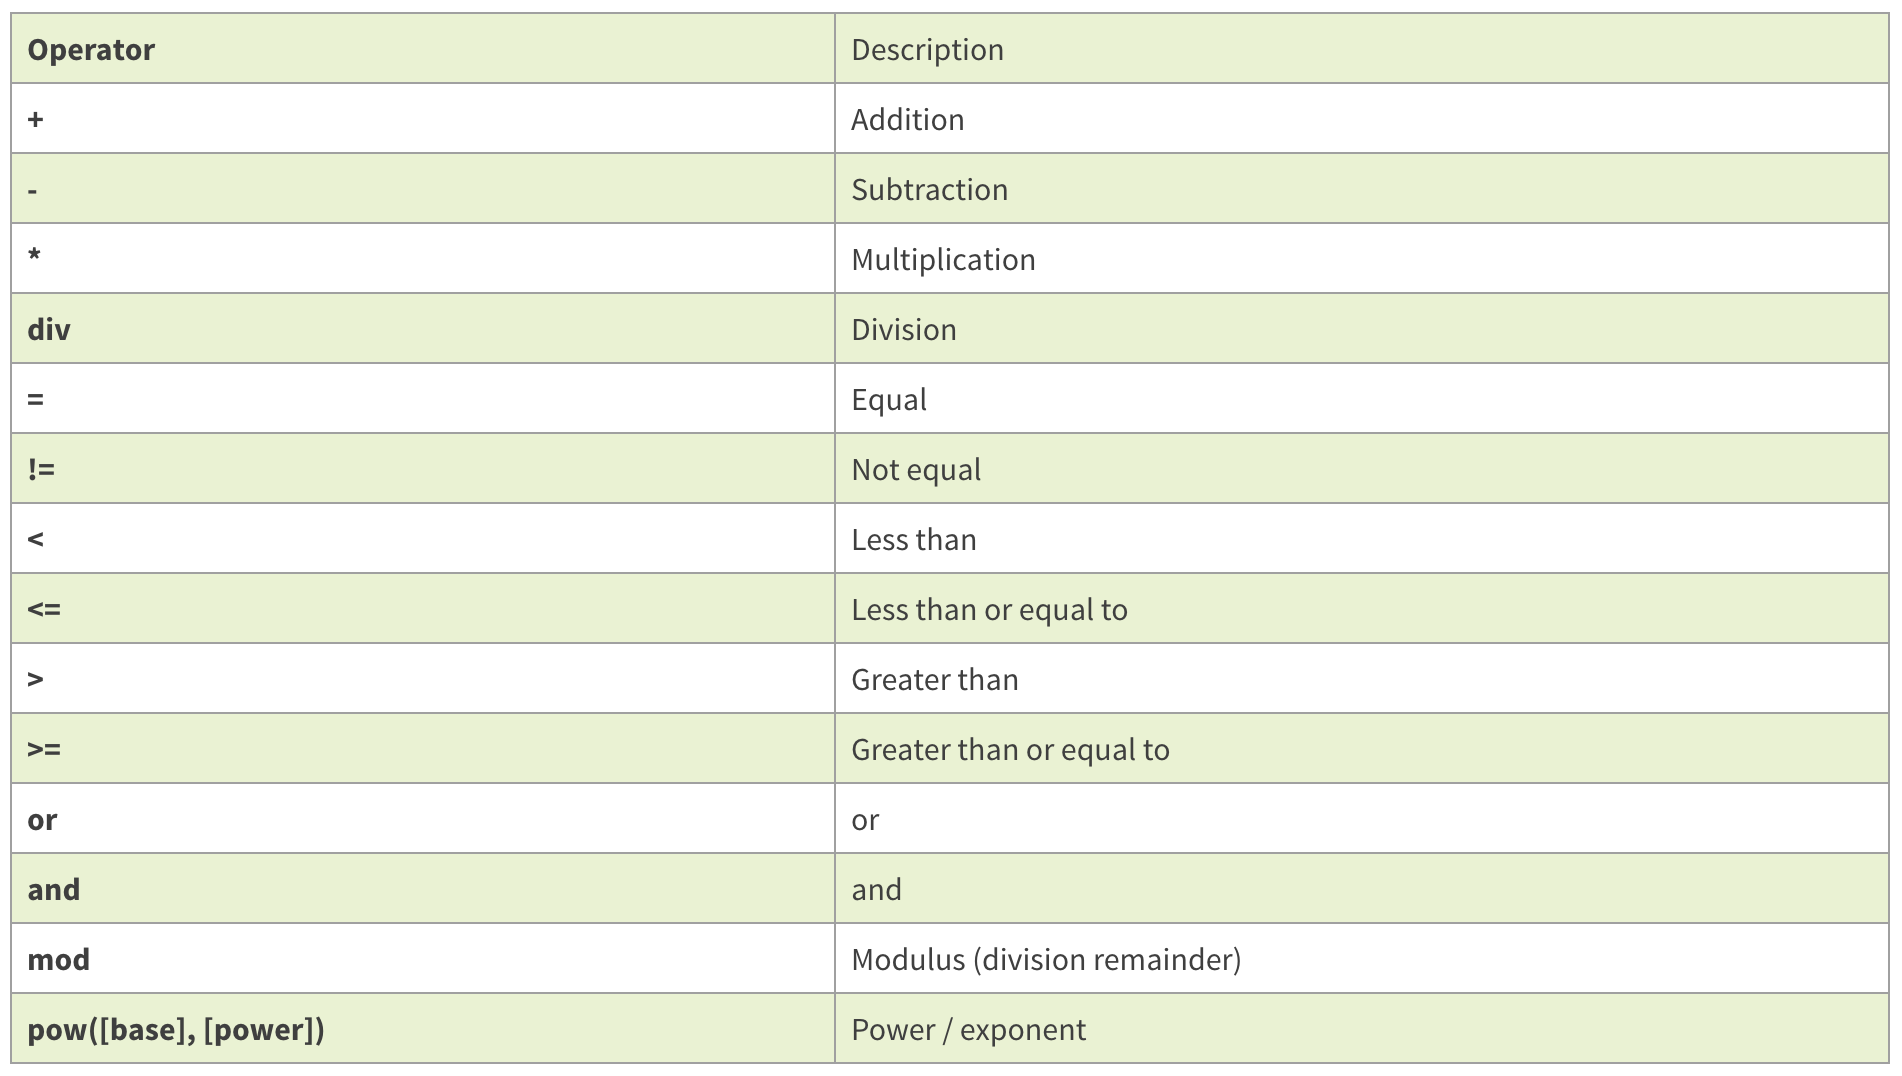 Operator Description
+ Addition
- Subtraction
* Multiplication
div Division
= Equal
!= Not equal
< Less than
<= Less than or equal to
> Greater than
>= Greater than or equal to
or or
and and
mod Modulus (division remainder)
pow([base], [power]) Power / exponent